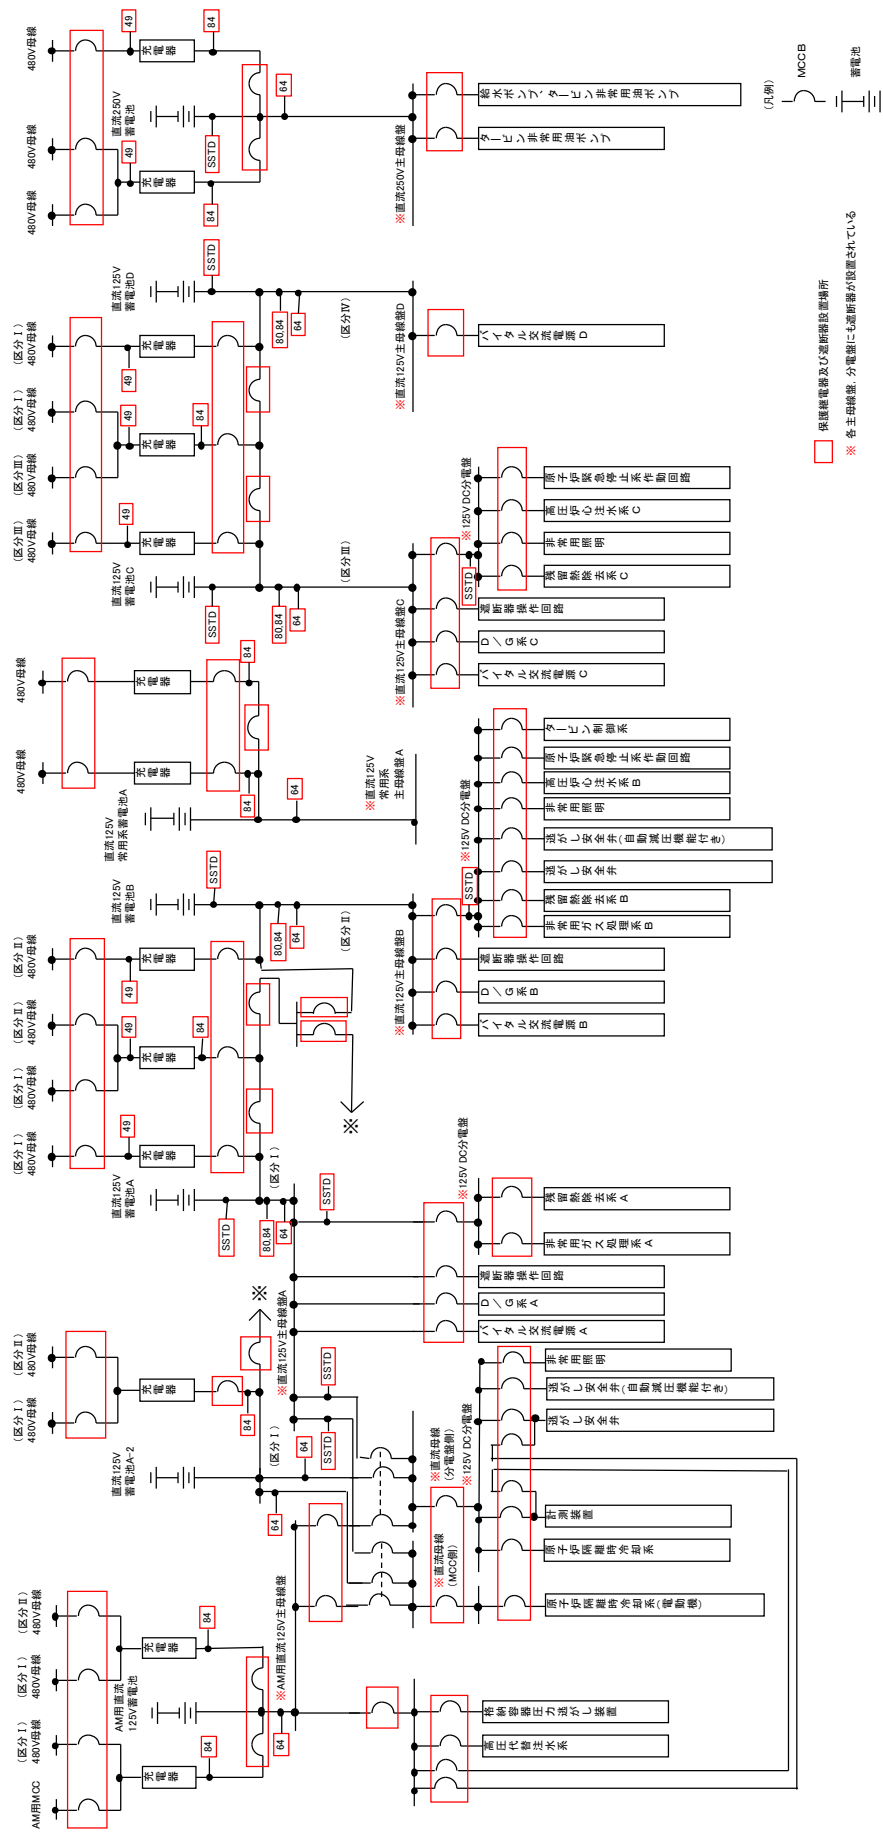 480V母線
480V母線
480V母線
49
84
49
84
充電器
充電器
直流250V
蓄電池
SSTD
64
※直流250V主母線盤
給水ポンプ、タービン非常用油ポンプ
タービン非常用油ポンプ
(凡例)
MCCB
蓄電池
保護継電器及び遮断器設置場所
※ 各主母線盤、分電盤にも遮断器が設置されている
直流125V
蓄電池D
SSTD
(区分Ⅰ)
480V母線
(区分Ⅰ)
480V母線
(区分Ⅲ)
480V母線
(区分Ⅲ)
480V母線
49
49
49
84
充電器
充電器
充電器
80,84
64
(区分Ⅳ)
※直流125V主母線盤D
バイタル交流電源D
直流125V
蓄電池C
SSTD
80,84
64
(区分Ⅲ)
※直流125V主母線盤C
※125V DC分電盤
SSTD
原子炉緊急停止系作動回路
高圧炉心注水系C
非常用照明
残留熱除去系C
遮断器操作回路
D/G系C
バイタル交流電源C
480V母線
480V母線
充電器
充電器
84
84
64
直流125V
常用系蓄電池A
※直流125V
常用系
主母線盤A
直流125V
蓄電池B
SSTD
80,84
64
(区分Ⅱ)
(区分Ⅱ)
480V母線
(区分Ⅱ)
480V母線
(区分Ⅰ)
480V母線
(区分Ⅰ)
480V母線
49
49
49
84
充電器
充電器
充電器
※
※直流125V主母線盤B
※125V DC分電盤
SSTD
タービン制御系
原子炉緊急停止系作動回路
高圧炉心注水系B
非常用照明
逃がし安全弁(自動減圧機能付き)
逃がし安全弁
残留熱除去系B
非常用ガス処理系B
遮断器操作回路
D/G系B
バイタル交流電源B
直流125V
蓄電池A
SSTD
80,84
64
(区分Ⅰ)
SSTD
※直流125V主母線盤A
※125V DC分電盤
残留熱除去系A
非常用ガス処理系A
遮断器操作回路
D/G系A
バイタル交流電源A
(区分Ⅱ)
480V母線
(区分Ⅰ)
480V母線
充電器
84
※
直流125V
蓄電池A-2
(区分Ⅰ)
64
64
SSTD
SSTD
※直流母線
(分電盤側)
※125V DC分電盤
※直流母線
(MCC側)
非常用照明
逃がし安全弁(自動減圧機能付き)
逃がし安全弁
計測装置
原子炉隔離時冷却系
原子炉隔離時冷却系(電動機)
(区分Ⅱ)
480V母線
(区分Ⅰ)
480V母線
(区分Ⅰ)
480V母線
AM用MCC
充電器
充電器
84
84
AM用直流
125V蓄電池
64
※AM用直流125V主母線盤
格納容器圧力逃がし装置
高圧代替注水系